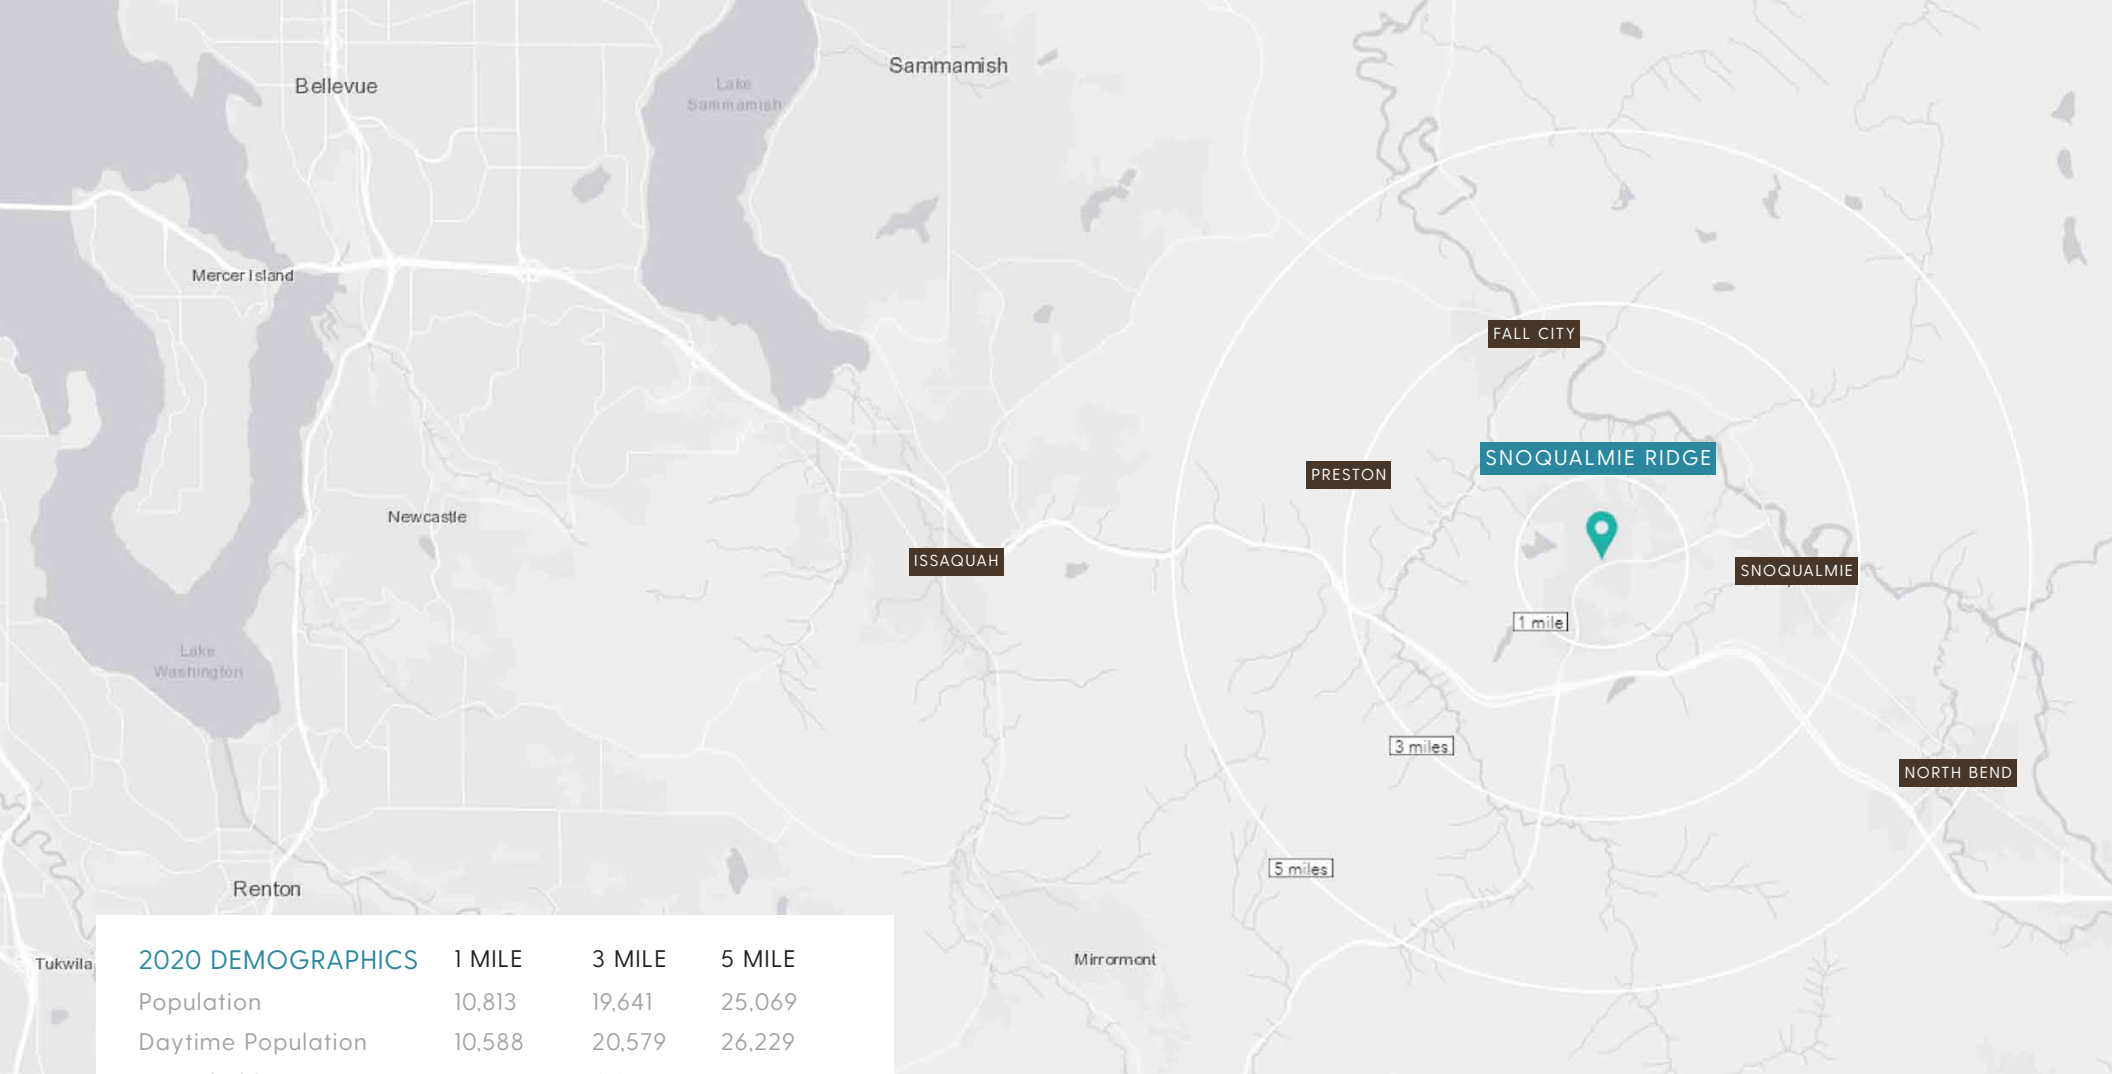 Bellevue
Lake
Sammamish
Sammamish
Mercer Island
FALL CITY
SNOQUALMIE RIDGE
PRESTON
Newcastle
ISSAQUAH
SNOQUALMIE
1 mile
Lake
Washington
3 miles
NORTH BEND
5 miles
Renton
Mirrormont
Tukwila
2020 DEMOGRAPHICS 1 MILE 3 MILE 5 MILE
Population 10,813 19,641 25,069
Daytime Population 10,588 20,579 26,229